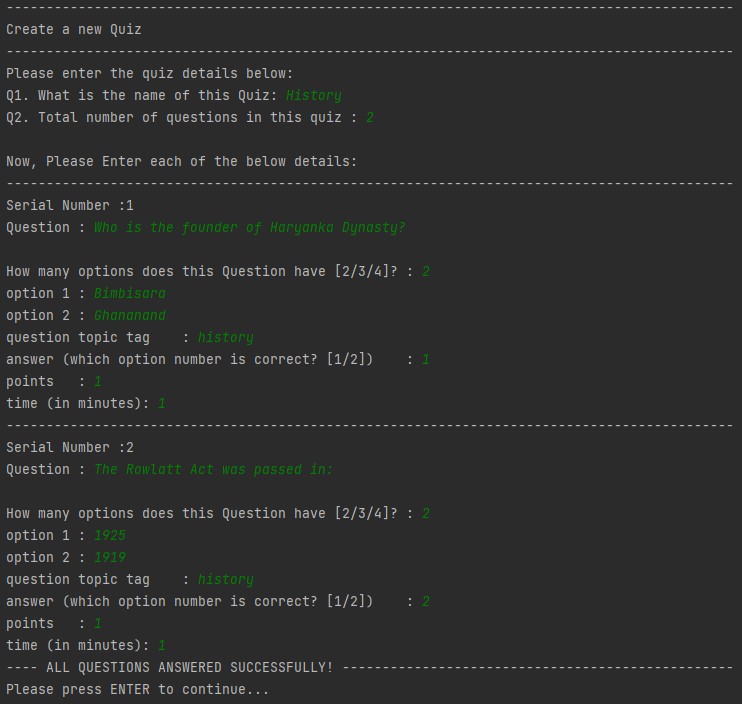 -------------------------------------------------------------------------------------------
Create a new Quiz
-------------------------------------------------------------------------------------------
Please enter the quiz details below:
Q1. What is the name of this Quiz: History
Q2. Total number of questions in this quiz : 2

Now, Please Enter each of the below details:
-------------------------------------------------------------------------------------------
Serial Number :1
Question : Who is the founder of Haryanka Dynasty?

How many options does this Question have [2/3/4]? : 2
option 1 : Bimbisara
option 2 : Ghananand
question topic tag    : history
answer (which option number is correct? [1/2])    : 1
points   : 1
time (in minutes): 1
-------------------------------------------------------------------------------------------
Serial Number :2
Question : The Rowlatt Act was passed in:

How many options does this Question have [2/3/4]? : 2
option 1 : 1925
option 2 : 1919
question topic tag    : history
answer (which option number is correct? [1/2])    : 2
points   : 1
time (in minutes): 1
---- ALL QUESTIONS ANSWERED SUCCESSFULLY! -------------------------------------------------
Please press ENTER to continue...